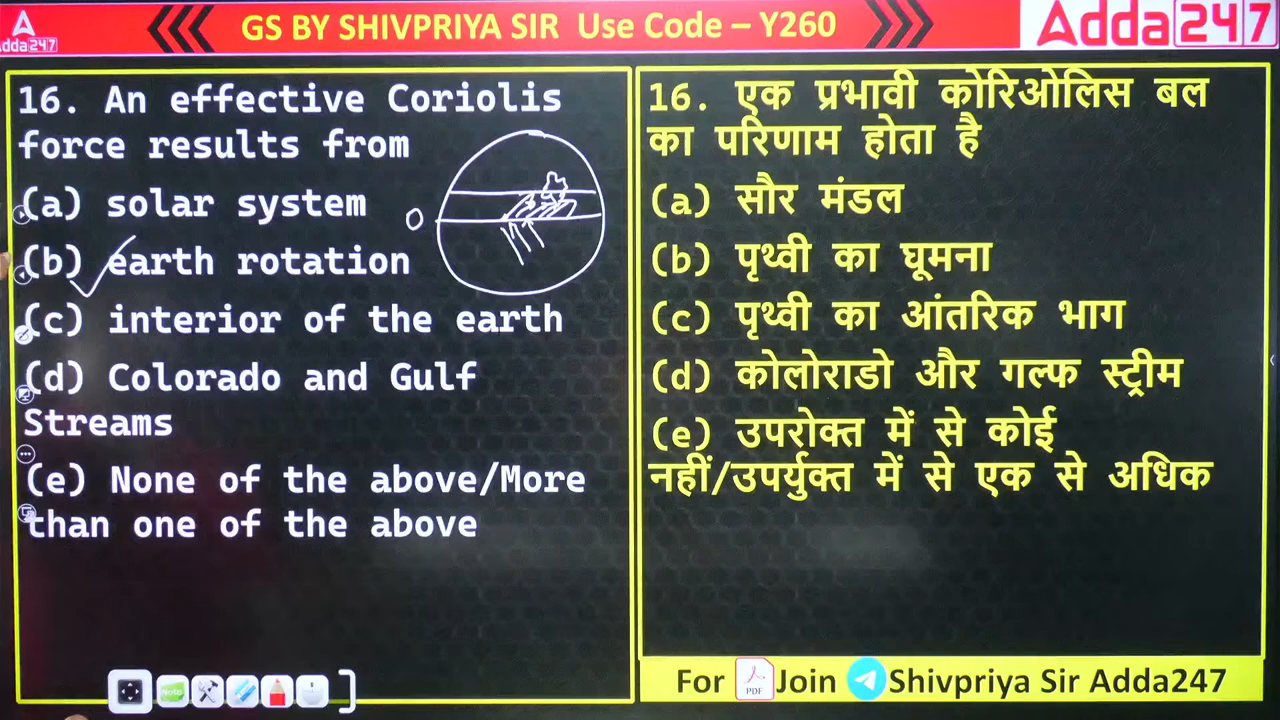 Adda247
GS BY SHIVPRIYA SIR Use Code – Y260
Adda247
16. An effective Coriolis
force results from
(a) solar system
(b) earth rotation
(c) interior of the earth
(d) Colorado and Gulf
Streams
(e) None of the above/More
than one of the above
0
16. एक प्रभावी कोरिओलिस बल
का परिणाम होता है
(a) सौर मंडल
(b) पृथ्वी का घूमना
(c) पृथ्वी का आंतरिक भाग
(d) कोलोराडो और गल्फ स्ट्रीम
(e) उपरोक्त में से कोई
नहीं/उपर्युक्त में से एक से अधिक
Note
For PDF Join Shivpriya Sir Adda247